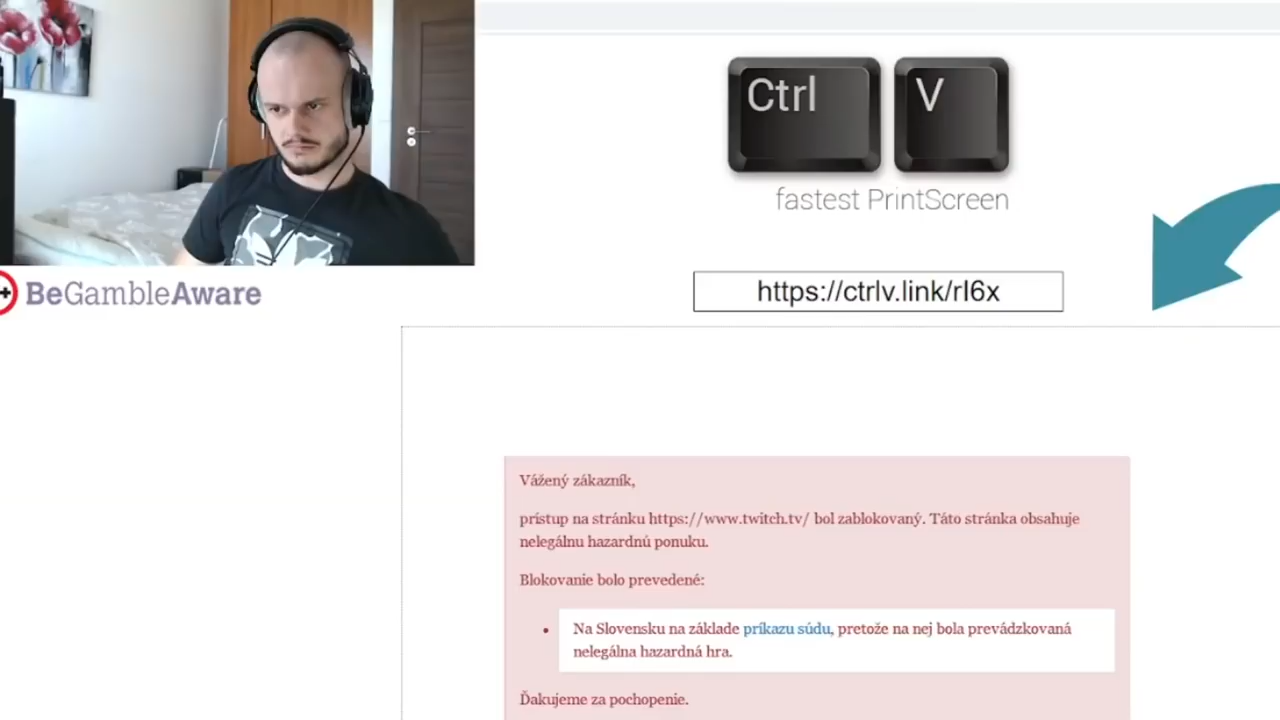 Ctrl V
fastest PrintScreen
https://ctrlv.link/rI6x
+
BeGambleAware
Vážený zákazník,
prístup na stránku https://www.twitch.tv/ bol zablokovaný. Táto stránka obsahuje
nelegálnu hazardnú ponuku.
Blokovanie bolo prevedené:
• Na Slovensku na základe príkazu súdu, pretože na nej bola prevádzkovaná
nelegálna hazardná hra.
Ďakujeme za pochopenie.